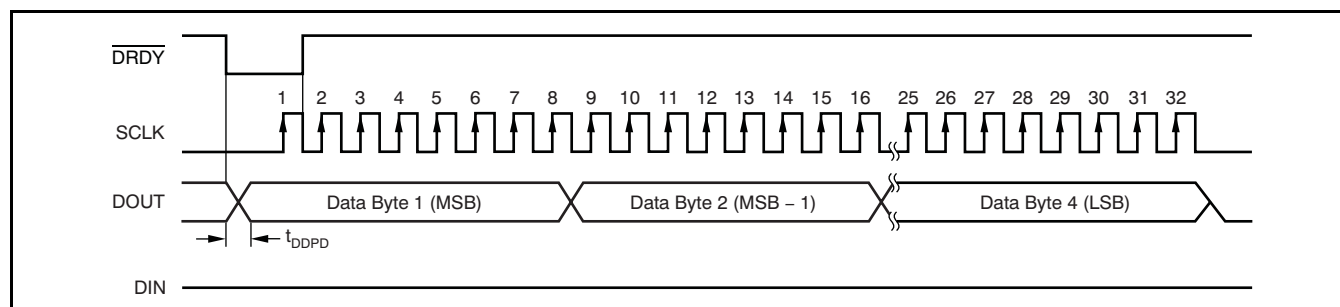 DRDY
1 2 3 4 5 6 7 8 9 10 11 12 13 14 15 16 25 26 27 28 29 30 31 32
SCLK
DOUT Data Byte 1 (MSB) Data Byte 2 (MSB − 1) Data Byte 4 (LSB)
tDDPD
DIN